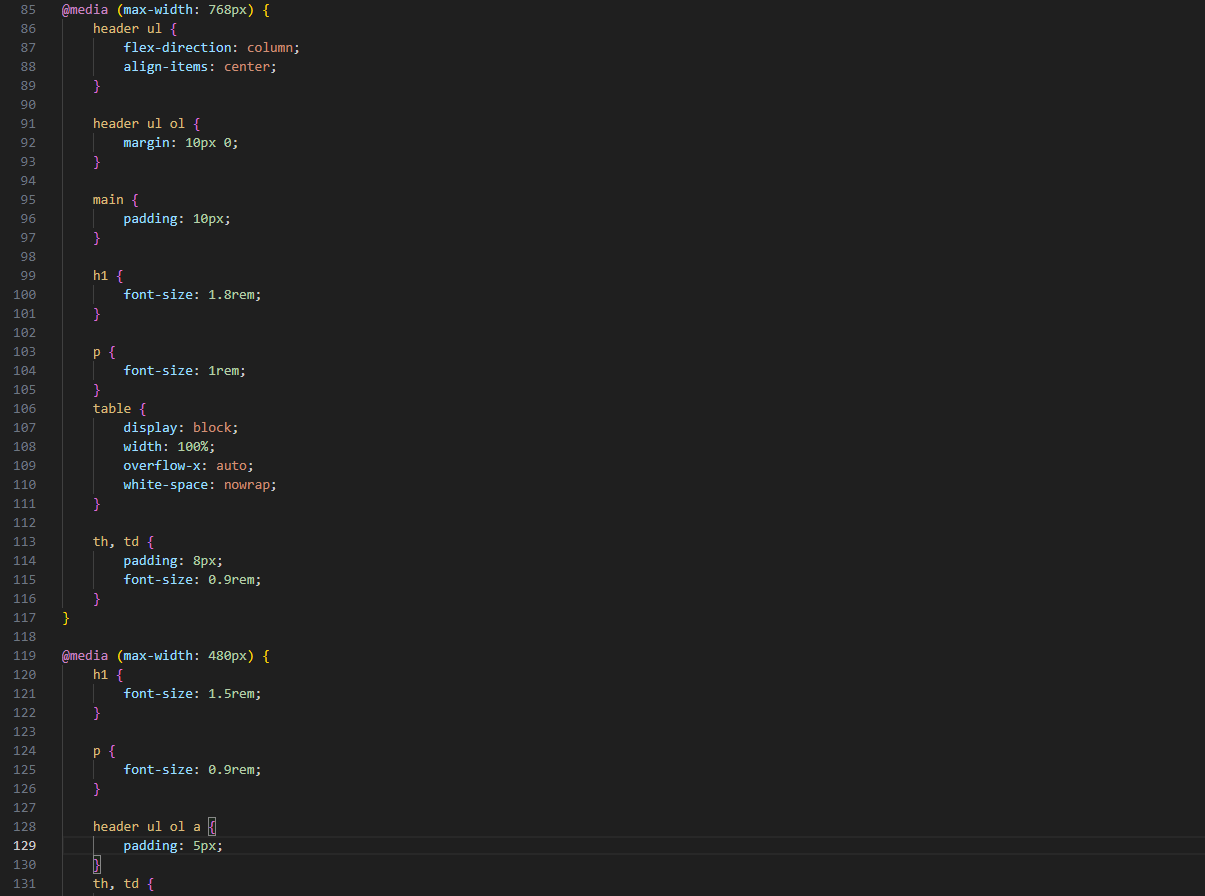 85 @media (max-width: 768px) {
86 header ul {
87 flex-direction: column;
88 align-items: center;
89 }
90
91 header ul ol {
92 margin: 10px 0;
93 }
94
95 main {
96 padding: 10px;
97 }
98
99 h1 {
100 font-size: 1.8rem;
101 }
102
103 p {
104 font-size: 1rem;
105 }
106 table {
107 display: block;
108 width: 100%;
109 overflow-x: auto;
110 white-space: nowrap;
111 }
112
113 th, td {
114 padding: 8px;
115 font-size: 0.9rem;
116 }
117 }
118
119 @media (max-width: 480px) {
120 h1 {
121 font-size: 1.5rem;
122 }
123
124 p {
125 font-size: 0.9rem;
126 }
127
128 header ul ol a {
129 padding: 5px;
130 }
131 th, td {